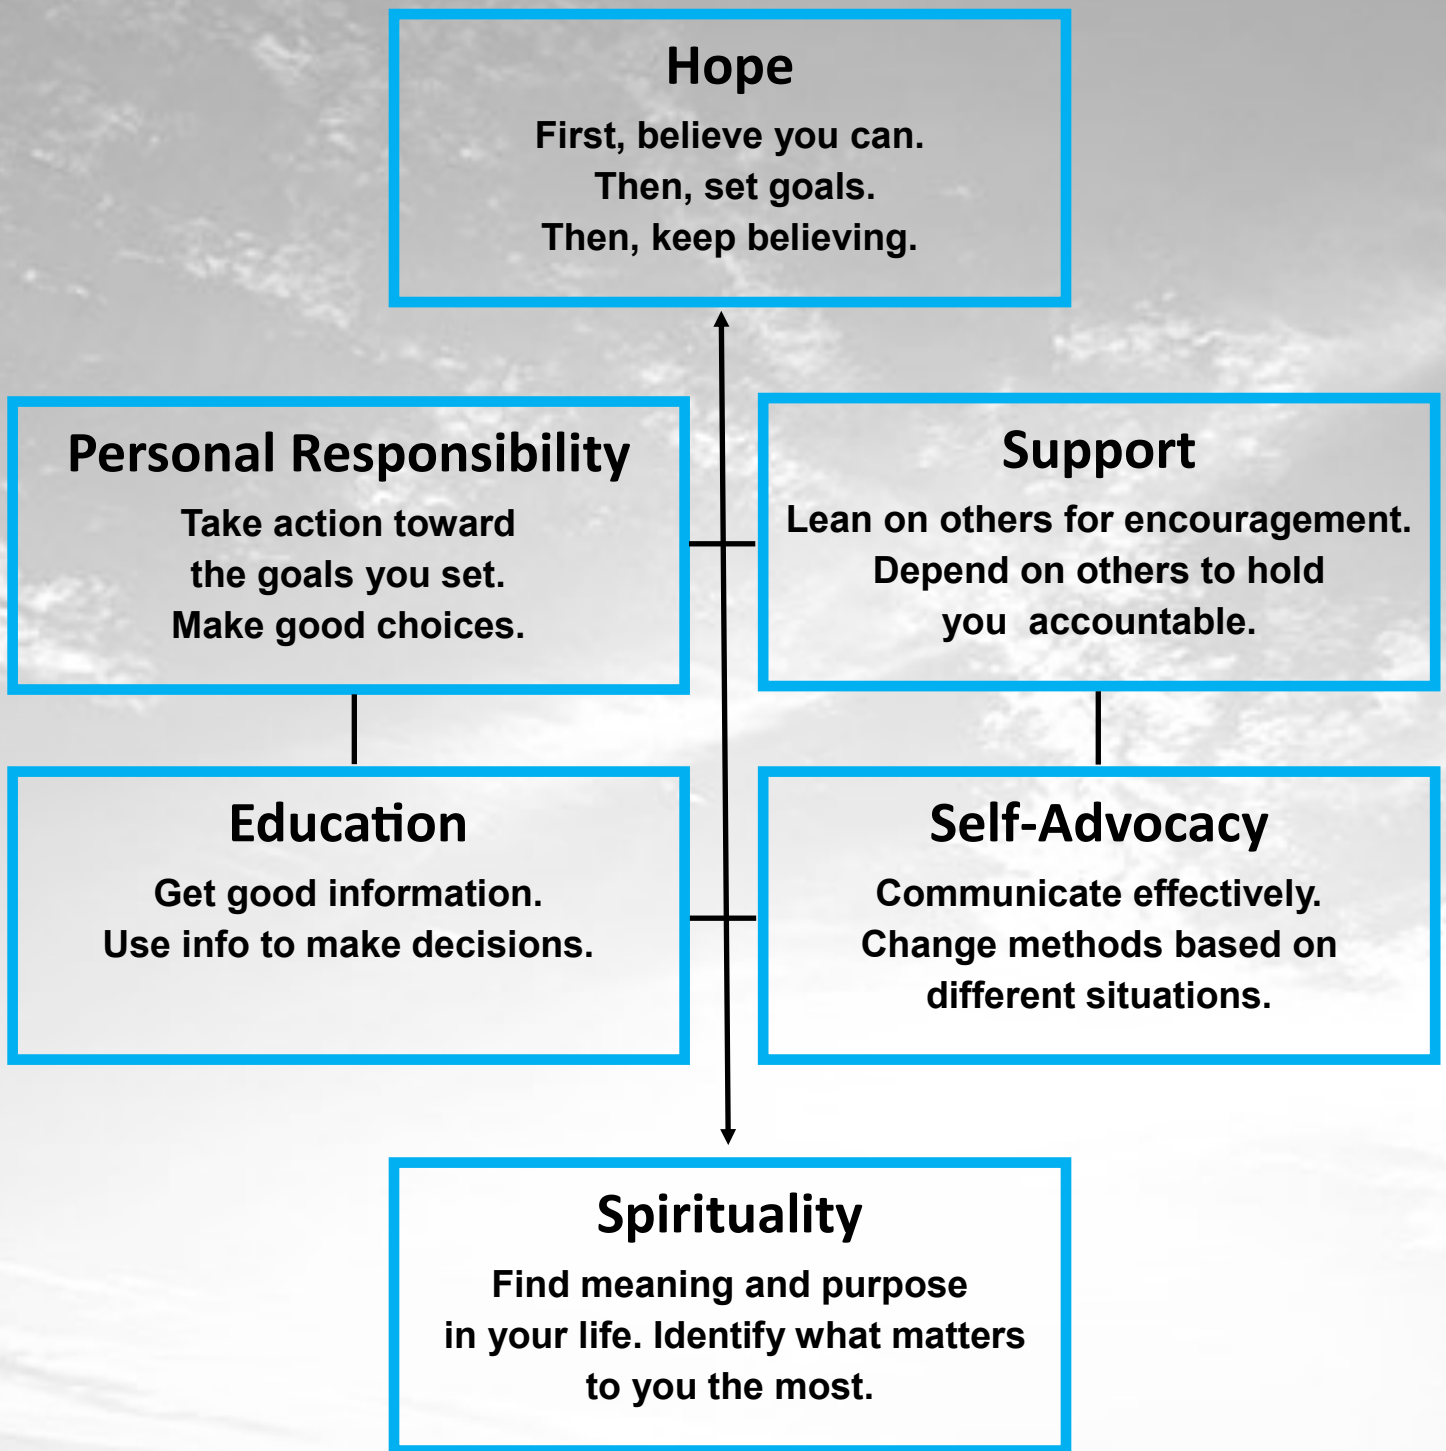 Hope
First, believe you can.
Then, set goals.
Then, keep believing.
Personal Responsibility
Take action toward
the goals you set.
Make good choices.
Support
Lean on others for encouragement.
Depend on others to hold
you  accountable.
Education
Get good information.
Use info to make decisions.
Self-Advocacy
Communicate effectively.
Change methods based on
different situations.
Spirituality
Find meaning and purpose
in your life. Identify what matters
to you the most.